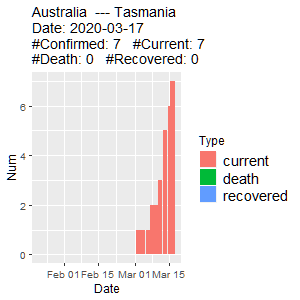 Australia --- Tasmania
Date: 2020-03-17
#Confirmed: 7 #Current: 7
#Death: 0 #Recovered: 0
6
4
2
0
Num
Feb 01 Feb 15 Mar 01 Mar 15
Date
Type
current
death
recovered